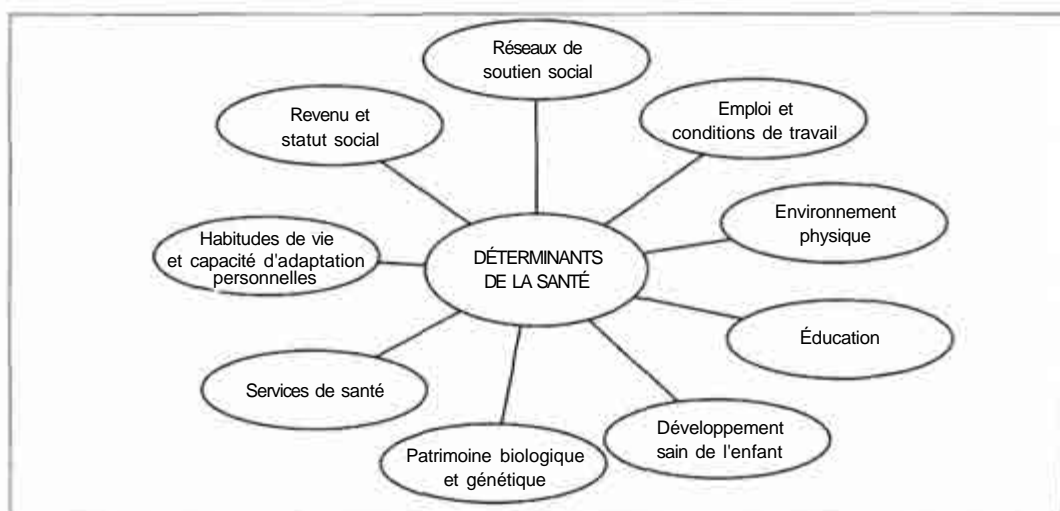 Réseaux de
soutien social
Revenu et
statut social
Emploi et
conditions de travail
Environnement
physique
Habitudes de vie
et capacité d'adaptation
personnelles
DÉTERMINANTS
DE LA SANTÉ
Éducation
Services de santé
Développement
sain de l'enfant
Patrimoine biologique
et génétique